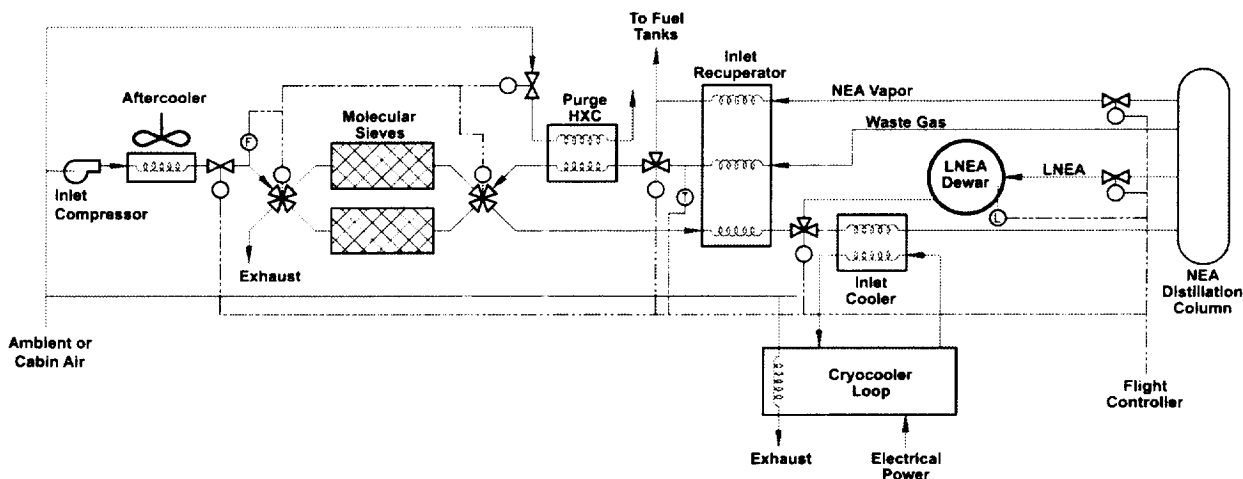 To Fuel
Tanks
Inlet
Recuperator
Aftercooler
Purge
HXC
NEA Vapor
Molecular
Sieves
Waste Gas
F
LNEA
Dewar
LNEA
Inlet
Compressor
T
L
Exhaust
Inlet
Cooler
NEA
Distillation
Column
Ambient or
Cabin Air
Cryocooler
Loop
Flight
Controller
Exhaust
Electrical
Power